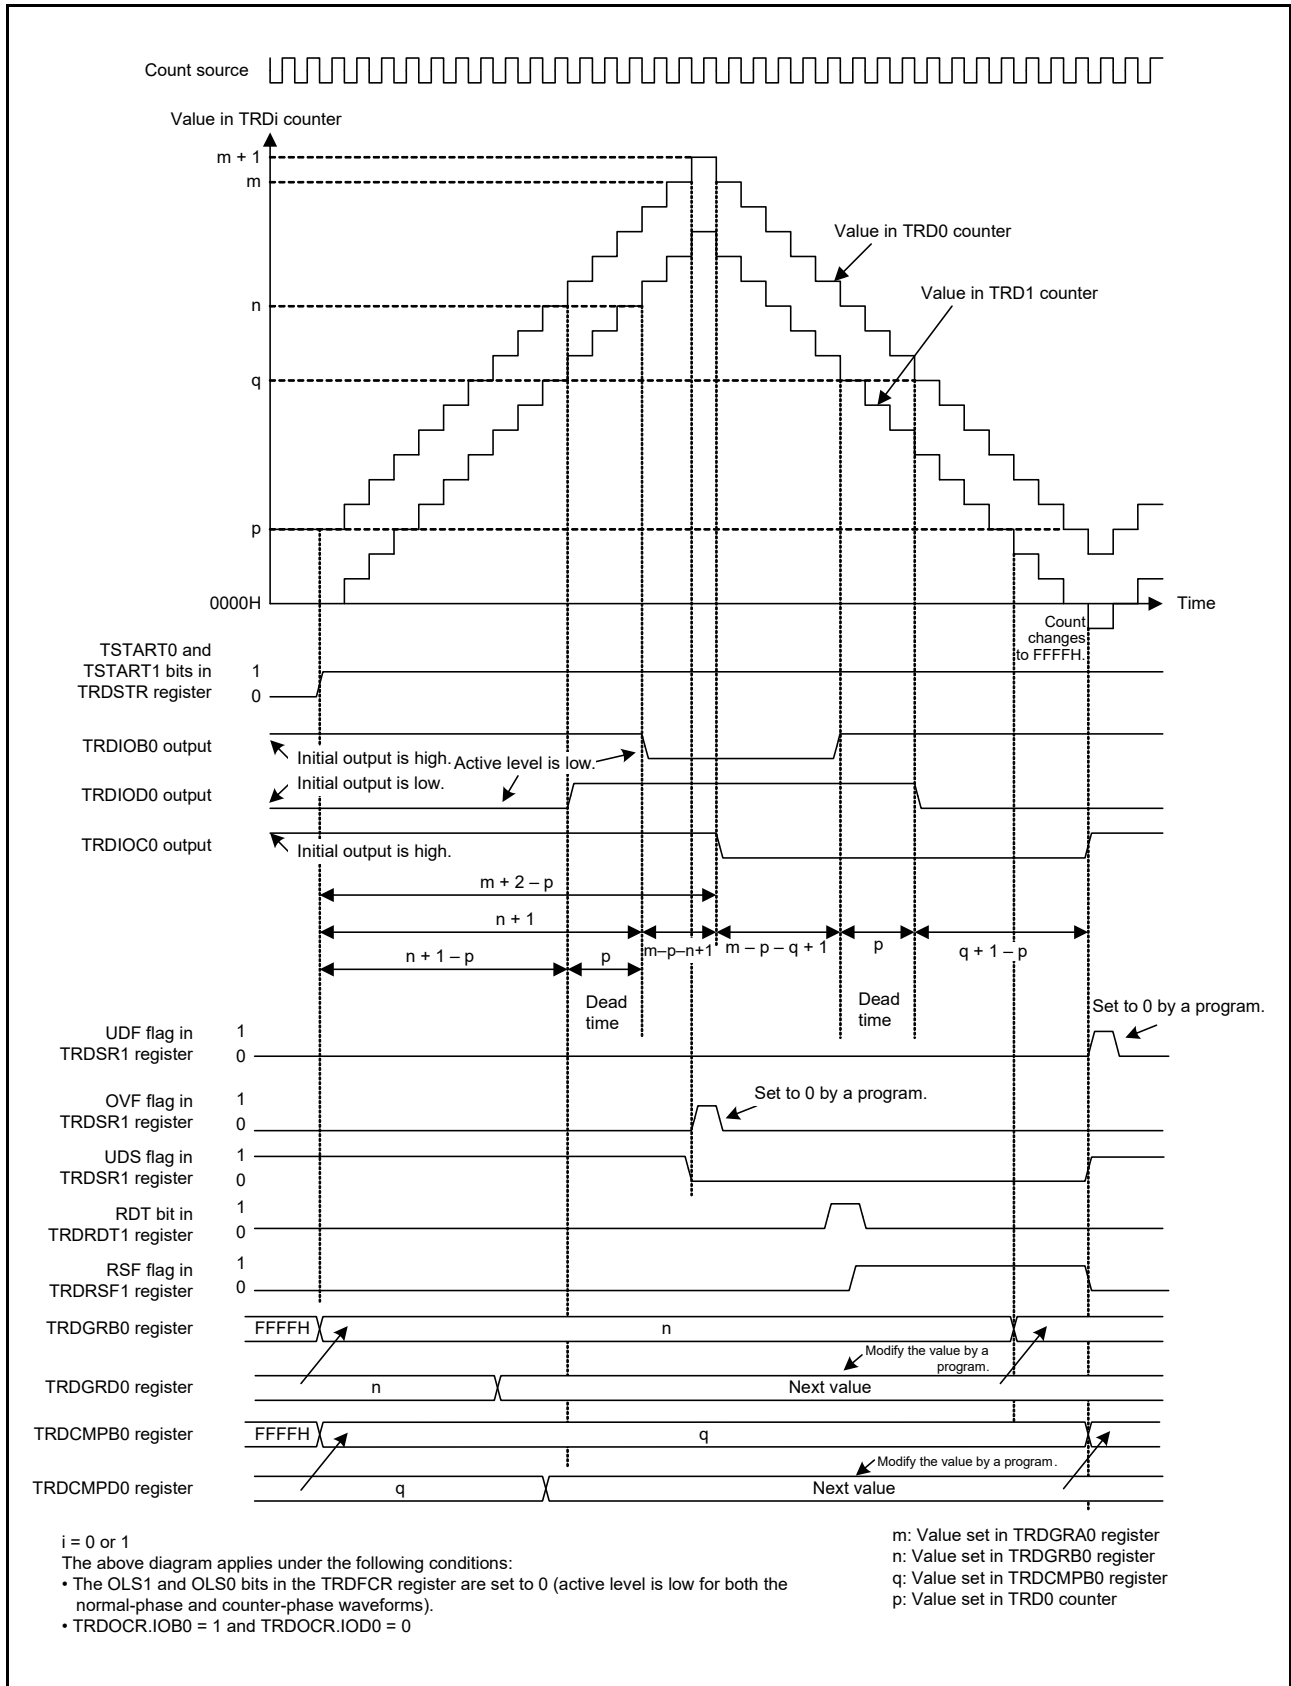 Count source
Value in TRDi counter
m + 1
m
Value in TRD0 counter
Value in TRD1 counter
n
q
p
0000H
Time
Count
changes
to FFFFH.
TSTART0 and
TSTART1 bits in
TRDSTR register
1
0
TRDIOB0 output
Initial output is high.
Active level is low.
Initial output is low.
TRDIOD0 output
TRDIOC0 output
Initial output is high.
m + 2 – p
n + 1
m–p–n+1
m – p – q + 1
p
q + 1 – p
n + 1 – p
p
Dead
time
Dead
time
Set to 0 by a program.
UDF flag in
TRDSR1 register
1
0
Set to 0 by a program.
OVF flag in
TRDSR1 register
1
0
UDS flag in
TRDSR1 register
1
0
RDT bit in
TRDRDT1 register
1
0
RSF flag in
TRDRSF1 register
1
0
TRDGRB0 register
FFFFH
n
Modify the value by a
program.
TRDGRD0 register
n
Next value
TRDCMPB0 register
FFFFH
q
Modify the value by a program.
TRDCMPD0 register
q
Next value
i = 0 or 1
The above diagram applies under the following conditions:
• The OLS1 and OLS0 bits in the TRDFCR register are set to 0 (active level is low for both the
normal-phase and counter-phase waveforms).
• TRDOCR.IOB0 = 1 and TRDOCR.IOD0 = 0
m: Value set in TRDGRA0 register
n: Value set in TRDGRB0 register
q: Value set in TRDCMPB0 register
p: Value set in TRD0 counter